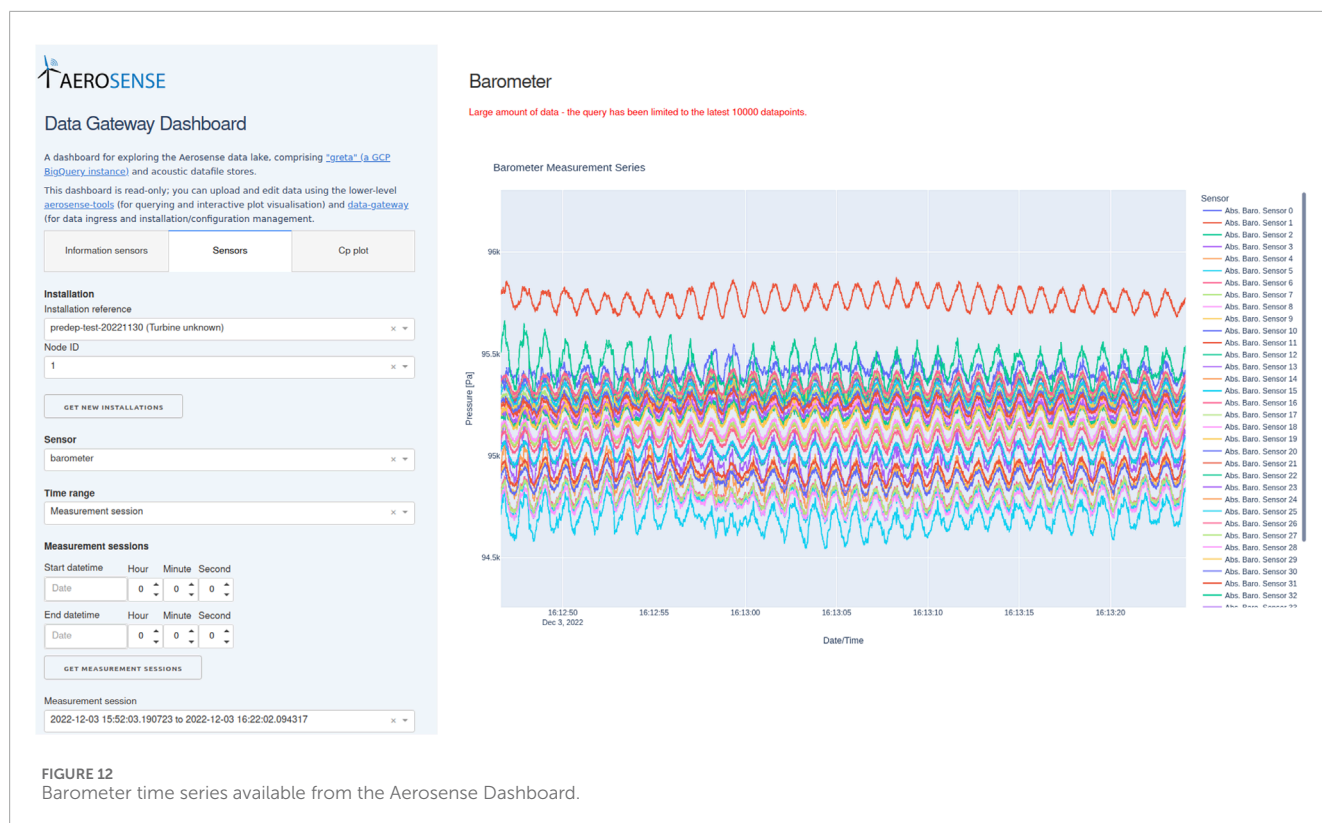 AEROSENSE
Data Gateway Dashboard
A dashboard for exploring the Aerosense data lake, comprising "greta" (a GCP
BigQuery instance) and acoustic datafile stores.
This dashboard is read-only; you can upload and edit data using the lower-level
aerosense-tools (for querying and interactive plot visualisation) and data-gateway
(for data ingress and installation/configuration management.
Information sensors
Sensors
Cp plot
Installation
Installation reference
predep-test-20221130 (Turbine unknown)
Node ID
1
GET NEW INSTALLATIONS
Sensor
barometer
Time range
Measurement session
Measurement sessions
Start datetime Hour Minute Second
Date 0 0 0
End datetime Hour Minute Second
Date 0 0 0
GET MEASUREMENT SESSIONS
Measurement session
2022-12-03 15:52:03.190723 to 2022-12-03 16:22:02.094317
Barometer
Large amount of data - the query has been limited to the latest 10000 datapoints.
Barometer Measurement Series
Pressure [Pa]
96k
95.5k
95k
94.5k
16:12:50 16:12:55 16:13:00 16:13:05 16:13:10 16:13:15 16:13:20
Dec 3, 2022
Date/Time
Sensor
Abs. Baro. Sensor 0
Abs. Baro. Sensor 1
Abs. Baro. Sensor 2
Abs. Baro. Sensor 3
Abs. Baro. Sensor 4
Abs. Baro. Sensor 5
Abs. Baro. Sensor 6
Abs. Baro. Sensor 7
Abs. Baro. Sensor 8
Abs. Baro. Sensor 9
Abs. Baro. Sensor 10
Abs. Baro. Sensor 11
Abs. Baro. Sensor 12
Abs. Baro. Sensor 13
Abs. Baro. Sensor 14
Abs. Baro. Sensor 15
Abs. Baro. Sensor 16
Abs. Baro. Sensor 17
Abs. Baro. Sensor 18
Abs. Baro. Sensor 19
Abs. Baro. Sensor 20
Abs. Baro. Sensor 21
Abs. Baro. Sensor 22
Abs. Baro. Sensor 23
Abs. Baro. Sensor 24
Abs. Baro. Sensor 25
Abs. Baro. Sensor 26
Abs. Baro. Sensor 27
Abs. Baro. Sensor 28
Abs. Baro. Sensor 29
Abs. Baro. Sensor 30
Abs. Baro. Sensor 31
Abs. Baro. Sensor 32
Abs. Baro. Sensor 33
FIGURE 12
Barometer time series available from the Aerosense Dashboard.